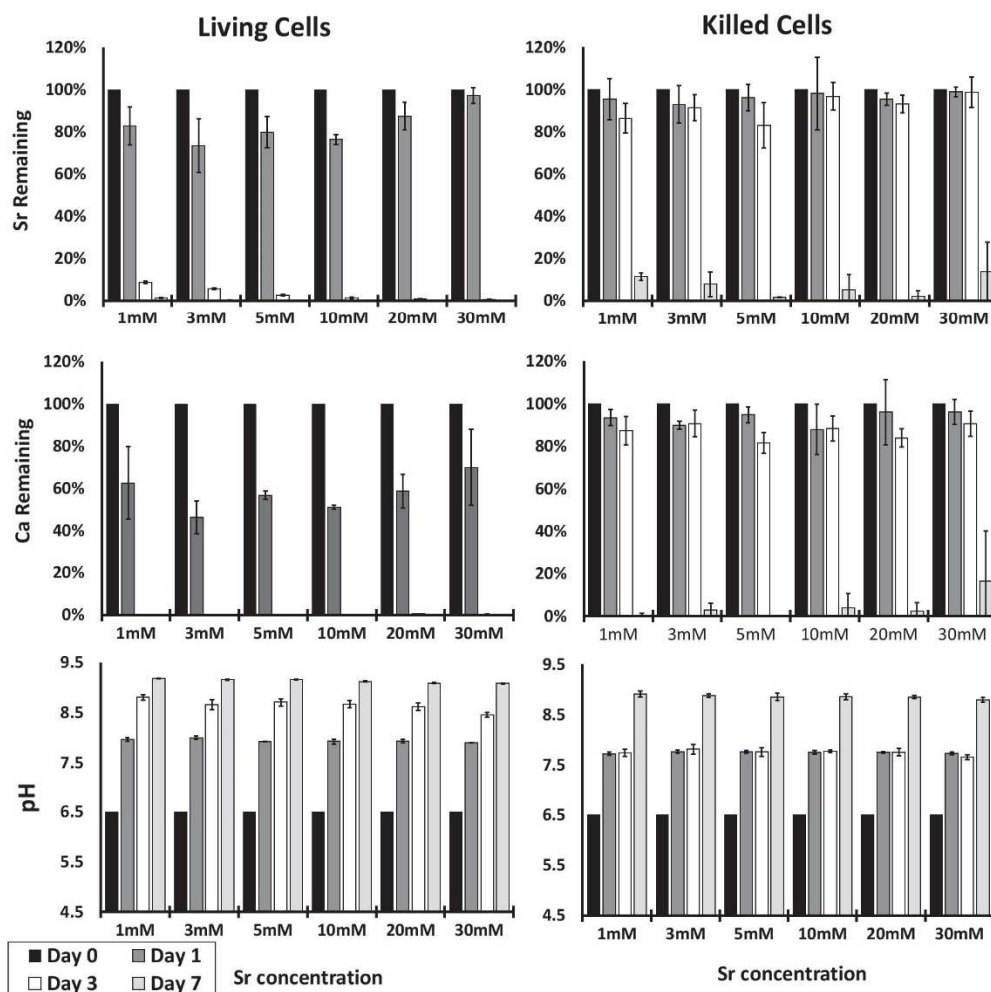 Living Cells
Killed Cells
Sr Remaining
120%
100%
80%
60%
40%
20%
0%
1mM 3mM 5mM 10mM 20mM 30mM
120%
100%
80%
60%
40%
20%
0%
1mM 3mM 5mM 10mM 20mM 30mM
Ca Remaining
120%
100%
80%
60%
40%
20%
0%
1mM 3mM 5mM 10mM 20mM 30mM
120%
100%
80%
60%
40%
20%
0%
1mM 3mM 5mM 10mM 20mM 30mM
pH
9.5
8.5
7.5
6.5
5.5
4.5
1mM 3mM 5mM 10mM 20mM 30mM
9.5
8.5
7.5
6.5
5.5
4.5
1mM 3mM 5mM 10mM 20mM 30mM
Day 0 Day 1
Day 3 Day 7
Sr concentration
Sr concentration